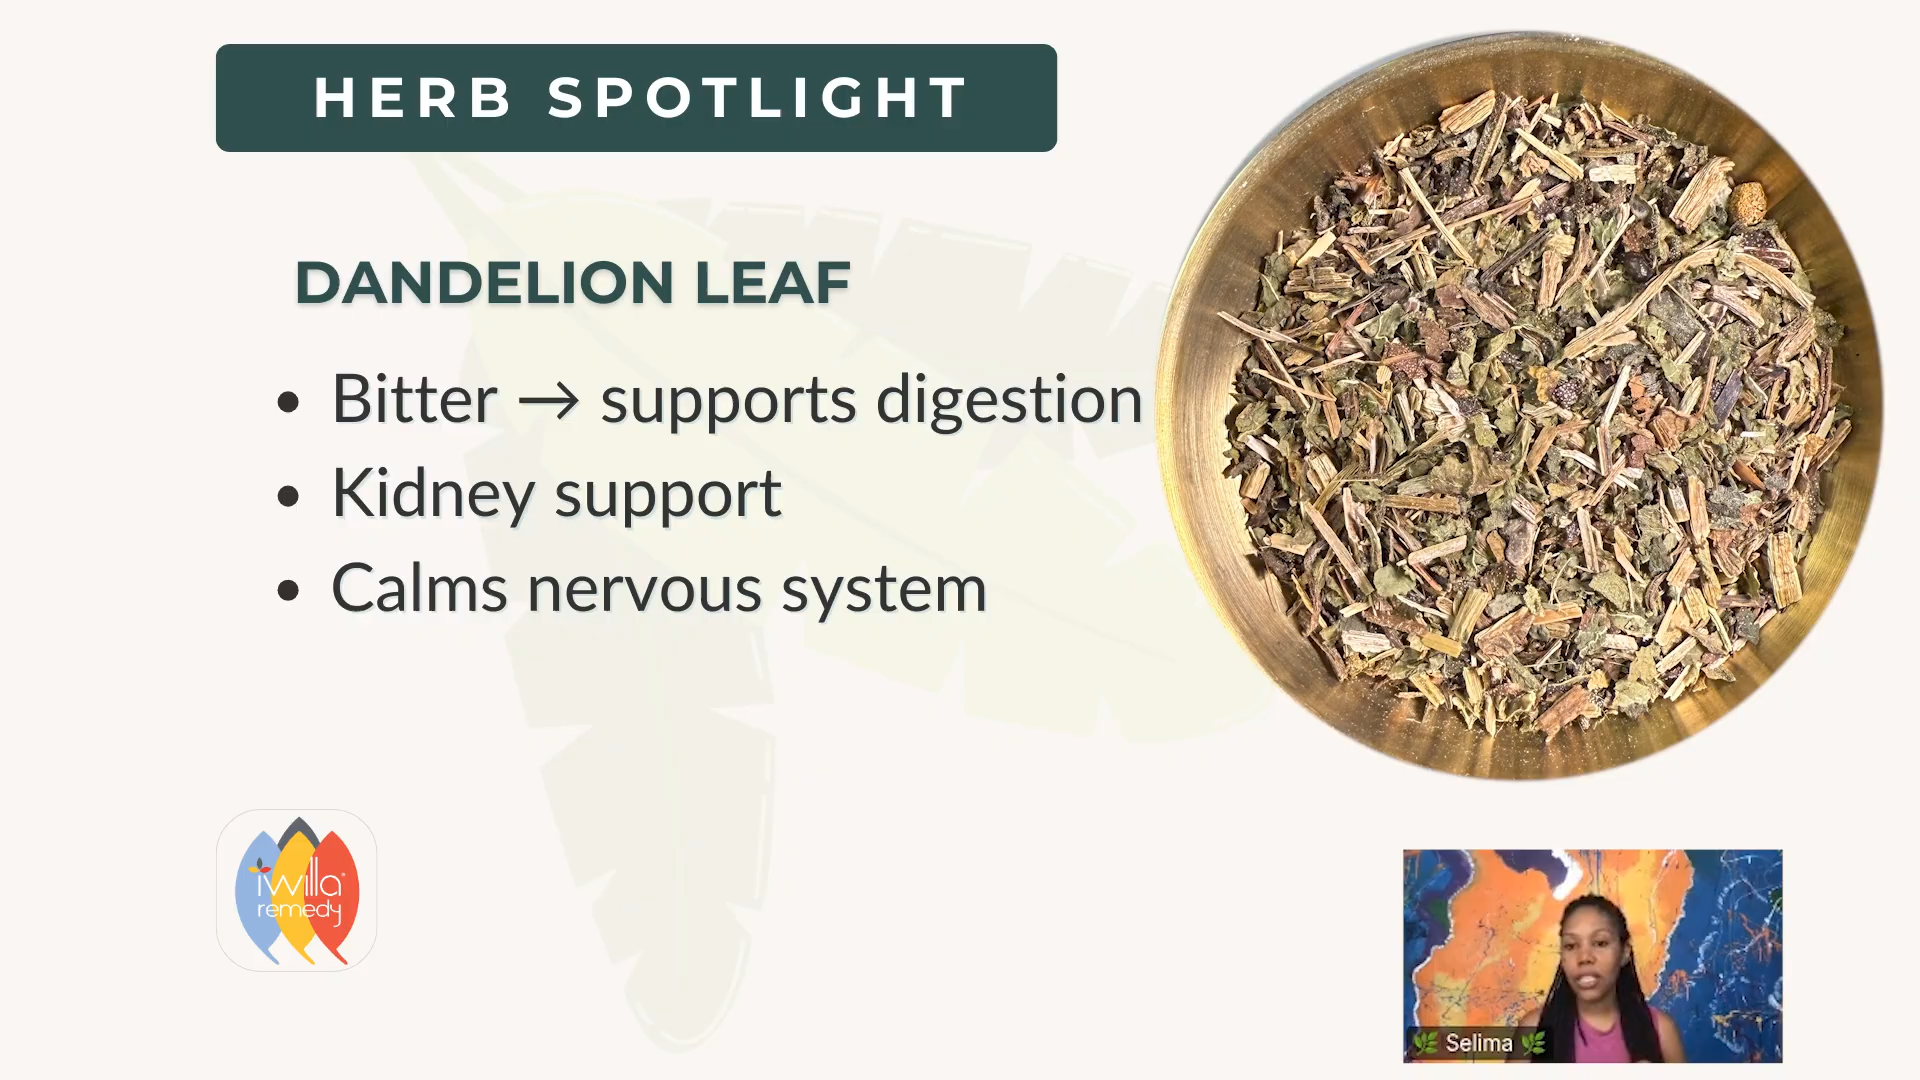 HERB SPOTLIGHT
DANDELION LEAF
• Bitter → supports digestion
• Kidney support
• Calms nervous system
iwilla
remedy
🌿 Selima 🌿